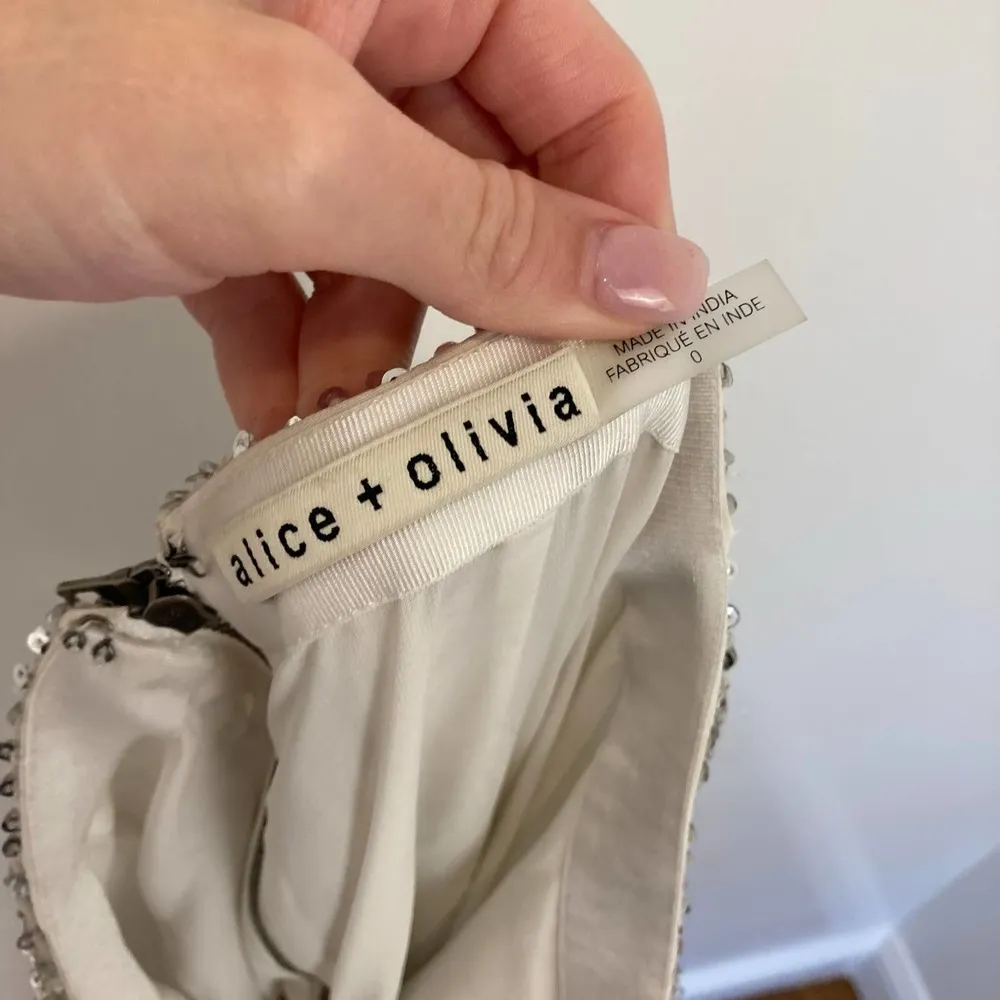 alice + olivia
MADE IN INDIA
FABRIQUÉ EN INDE
0